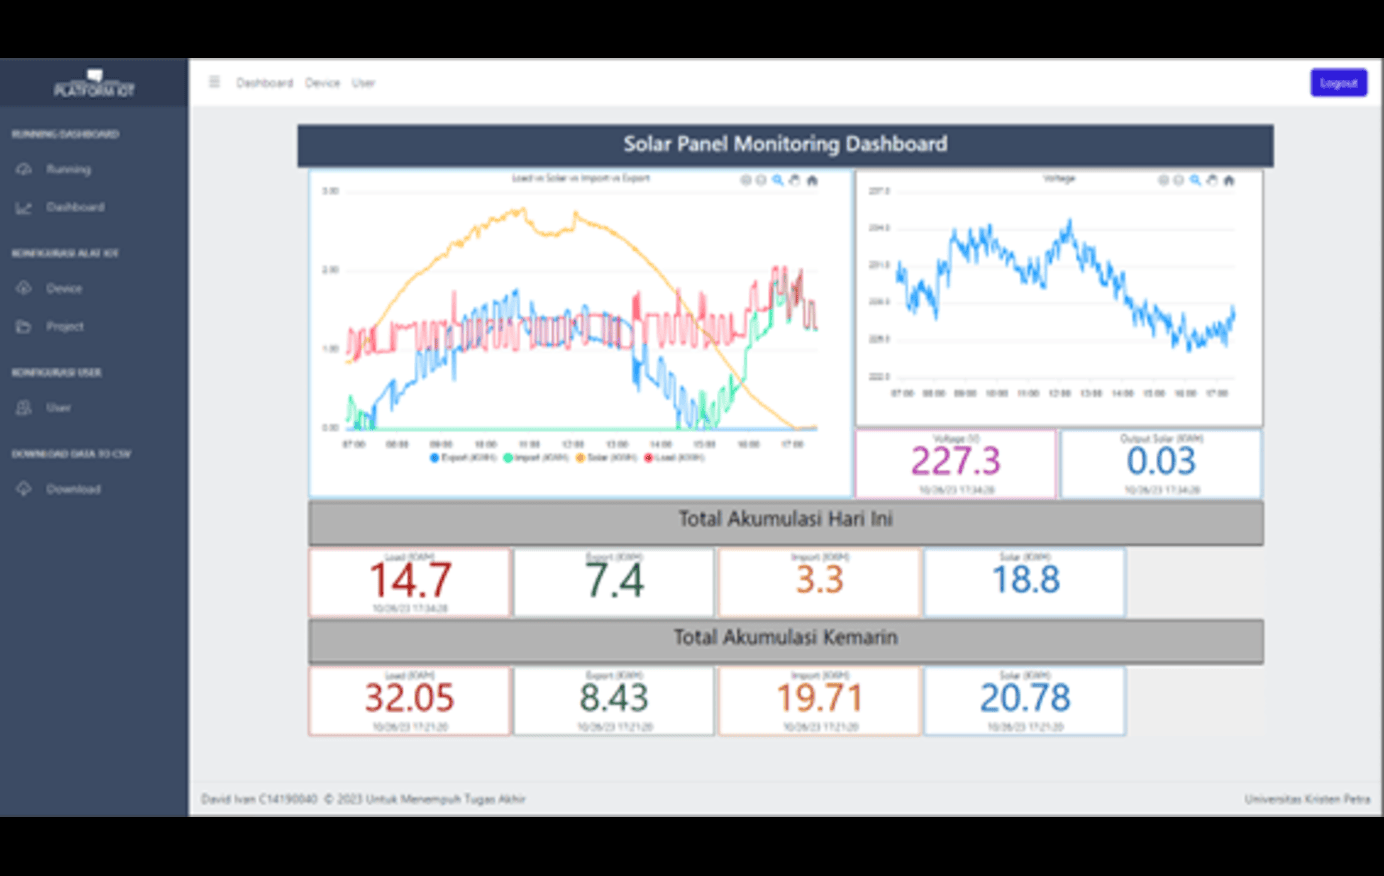 PLATFORM IOT
Dashboard Device User
Logout
RUNNING DASHBOARD
Running
Dashboard
KONFIGURASI ALAT IOT
Device
Project
KONFIGURASI USER
User
DOWNLOAD DATA TO CSV
Download
Solar Panel Monitoring Dashboard
Load vs Solar vs Import vs Export
3.00
2.00
1.00
0.00
07:00 08:00 09:00 10:00 11:00 12:00 13:00 14:00 15:00 16:00 17:00
Export (KWH) Import (KWH) Solar (KWH) Load (KWH)
Voltage
237.0
234.0
231.0
225.0
222.0
07:00 08:00 09:00 10:00 11:00 12:00 13:00 14:00 15:00 16:00 17:00
Voltage (V)
227.3
10/26/23 17:34:28
Output Solar (KWH)
0.03
10/26/23 17:34:28
Total Akumulasi Hari Ini
Load (KWH)
14.7
10/26/23 17:34:28
Export (KWH)
7.4
Import (KWH)
3.3
Solar (KWH)
18.8
Total Akumulasi Kemarin
Load (KWH)
32.05
10/26/23 17:21:20
Export (KWH)
8.43
10/26/23 17:21:20
Import (KWH)
19.71
10/26/23 17:21:20
Solar (KWH)
20.78
10/26/23 17:21:20
David Ivan C14190040 © 2023 Untuk Menempuh Tugas Akhir
Universitas Kristen Petra